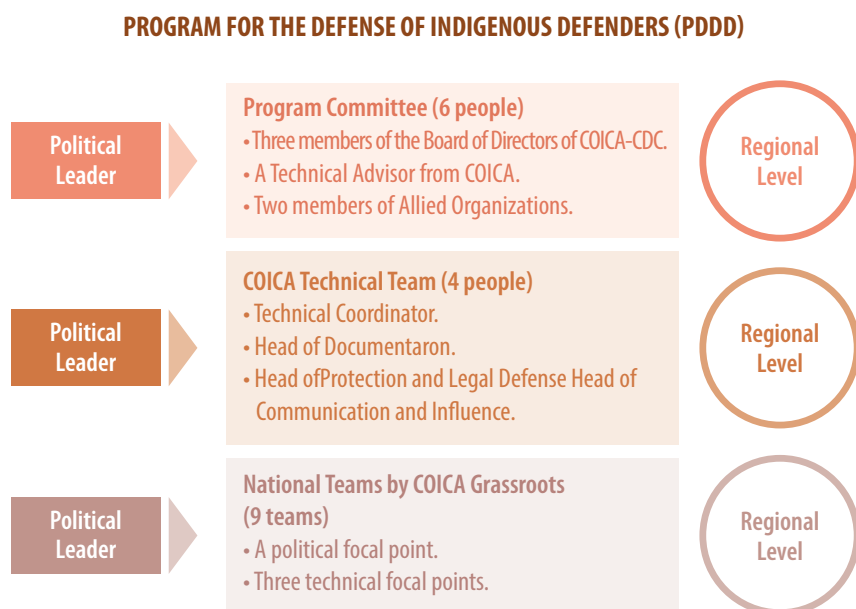 PROGRAM FOR THE DEFENSE OF INDIGENOUS DEFENDERS (PDDD)
Political
Leader
Program Committee (6 people)
• Three members of the Board of Directors of COICA-CDC.
• A Technical Advisor from COICA.
• Two members of Allied Organizations.
Regional
Level
Political
Leader
COICA Technical Team (4 people)
• Technical Coordinator.
• Head of Documentaron.
• Head ofProtection and Legal Defense Head of
Communication and Influence.
Regional
Level
Political
Leader
National Teams by COICA Grassroots
(9 teams)
• A political focal point.
• Three technical focal points.
Regional
Level